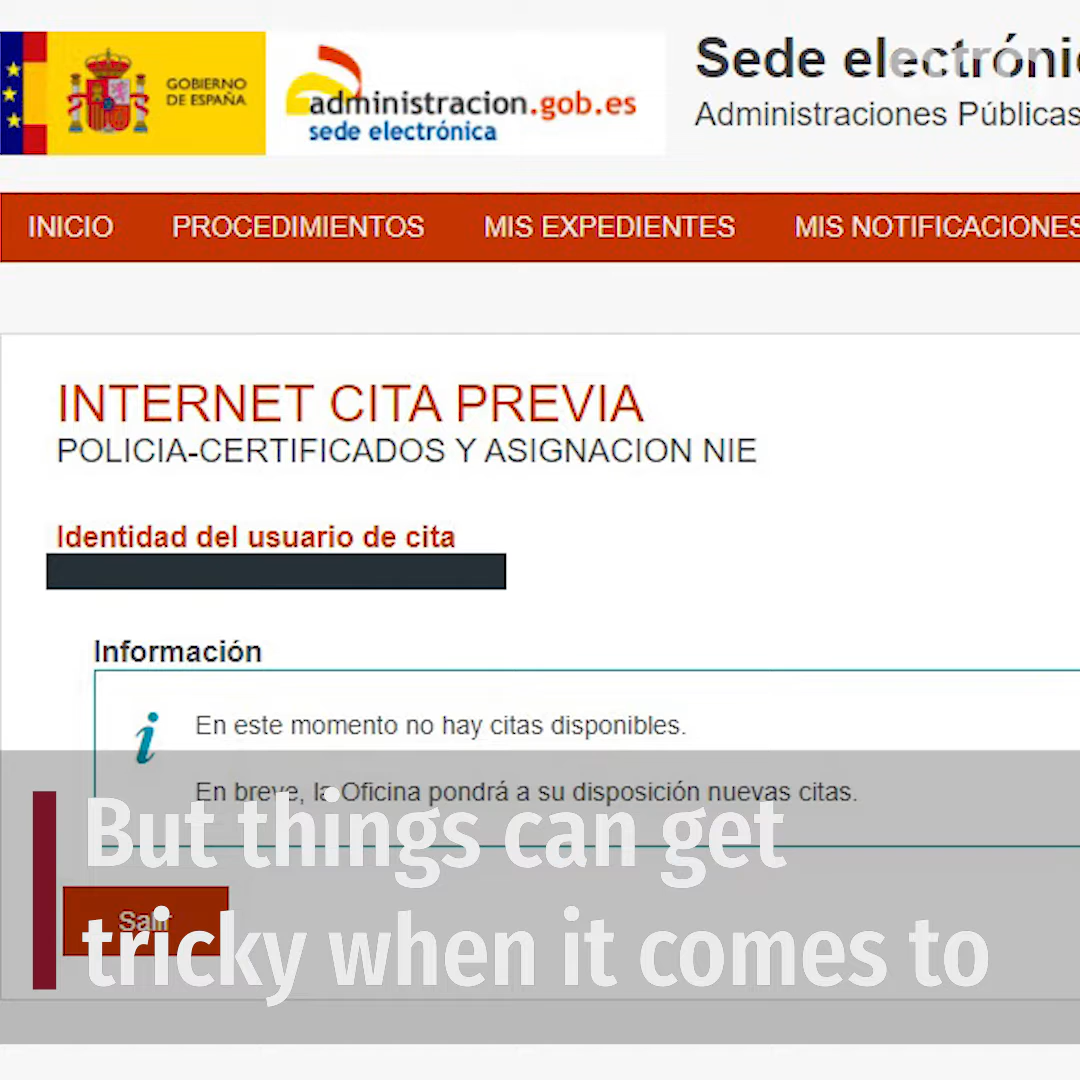 GOBIERNO
DE ESPAÑA
administracion.gob.es
sede electrónica
Sede electróni
Administraciones Públicas
INICIO PROCEDIMIENTOS MIS EXPEDIENTES MIS NOTIFICACIONES
INTERNET CITA PREVIA
POLICIA-CERTIFICADOS Y ASIGNACION NIE
Identidad del usuario de cita
Información
i
En este momento no hay citas disponibles.
En breve, la Oficina pondrá a su disposición nuevas citas.
But things can get
Salir
tricky when it comes to